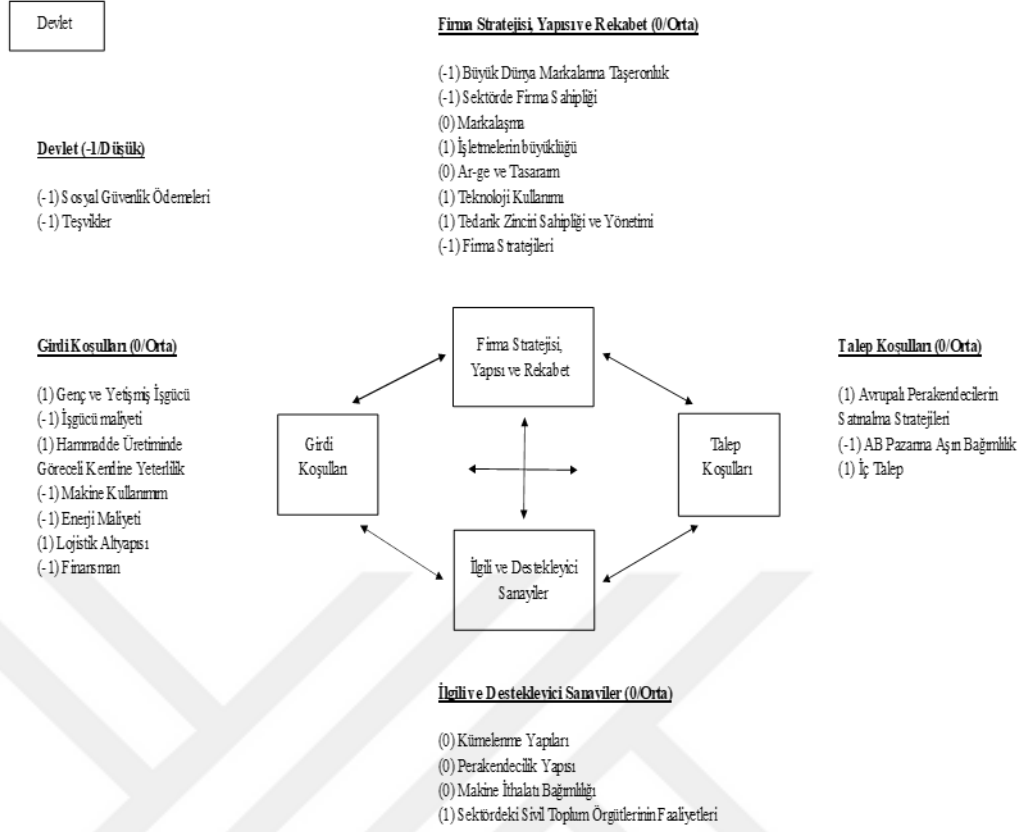 Devlet
Firma Stratejisi, Yapısı ve Rekabet (0/Orta)
(-1) Büyük Dünya Markalarına Taşeronluk
(-1) Sektörde Firma Sahipliği
(0) Markalaşma
(1) İşletmelerin büyüklüğü
(0) Ar-ge ve Tasarım
(1) Teknoloji Kullanımı
(1) Tedarik Zinciri Sahipliği ve Yönetimi
(-1) Firma Stratejileri
Devlet (-1/Düşük)
(-1) Sosyal Güvenlik Ödemeleri
(-1) Teşvikler
Girdi Koşulları (0/Orta)
(1) Genç ve Yetişmiş İşgücü
(-1) İşgücü maliyeti
(1) Hammadde Üretiminde
Göreceli Kendine Yeterlilik
(-1) Makine Kullanımın
(-1) Enerji Maliyeti
(1) Lojistik Altyapısı
(-1) Finansman
Firma Stratejisi,
Yapısı ve Rekabet
Girdi
Koşulları
Talep
Koşulları
İlgili ve Destekleyici
Sanayiler
Talep Koşulları (0/Orta)
(1) Avrupalı Perakendecilerin
Satınalma Stratejileri
(-1) AB Pazarına Aşırı Bağımlılık
(1) İç Talep
İlgili ve Destekleyici Sanayiler (0/Orta)
(0) Kümelenme Yapıları
(0) Perakendecilik Yapısı
(0) Makine İthalatı Bağımlılığı
(1) Sektördeki Sivil Toplum Örgütlerinin Faaliyetleri